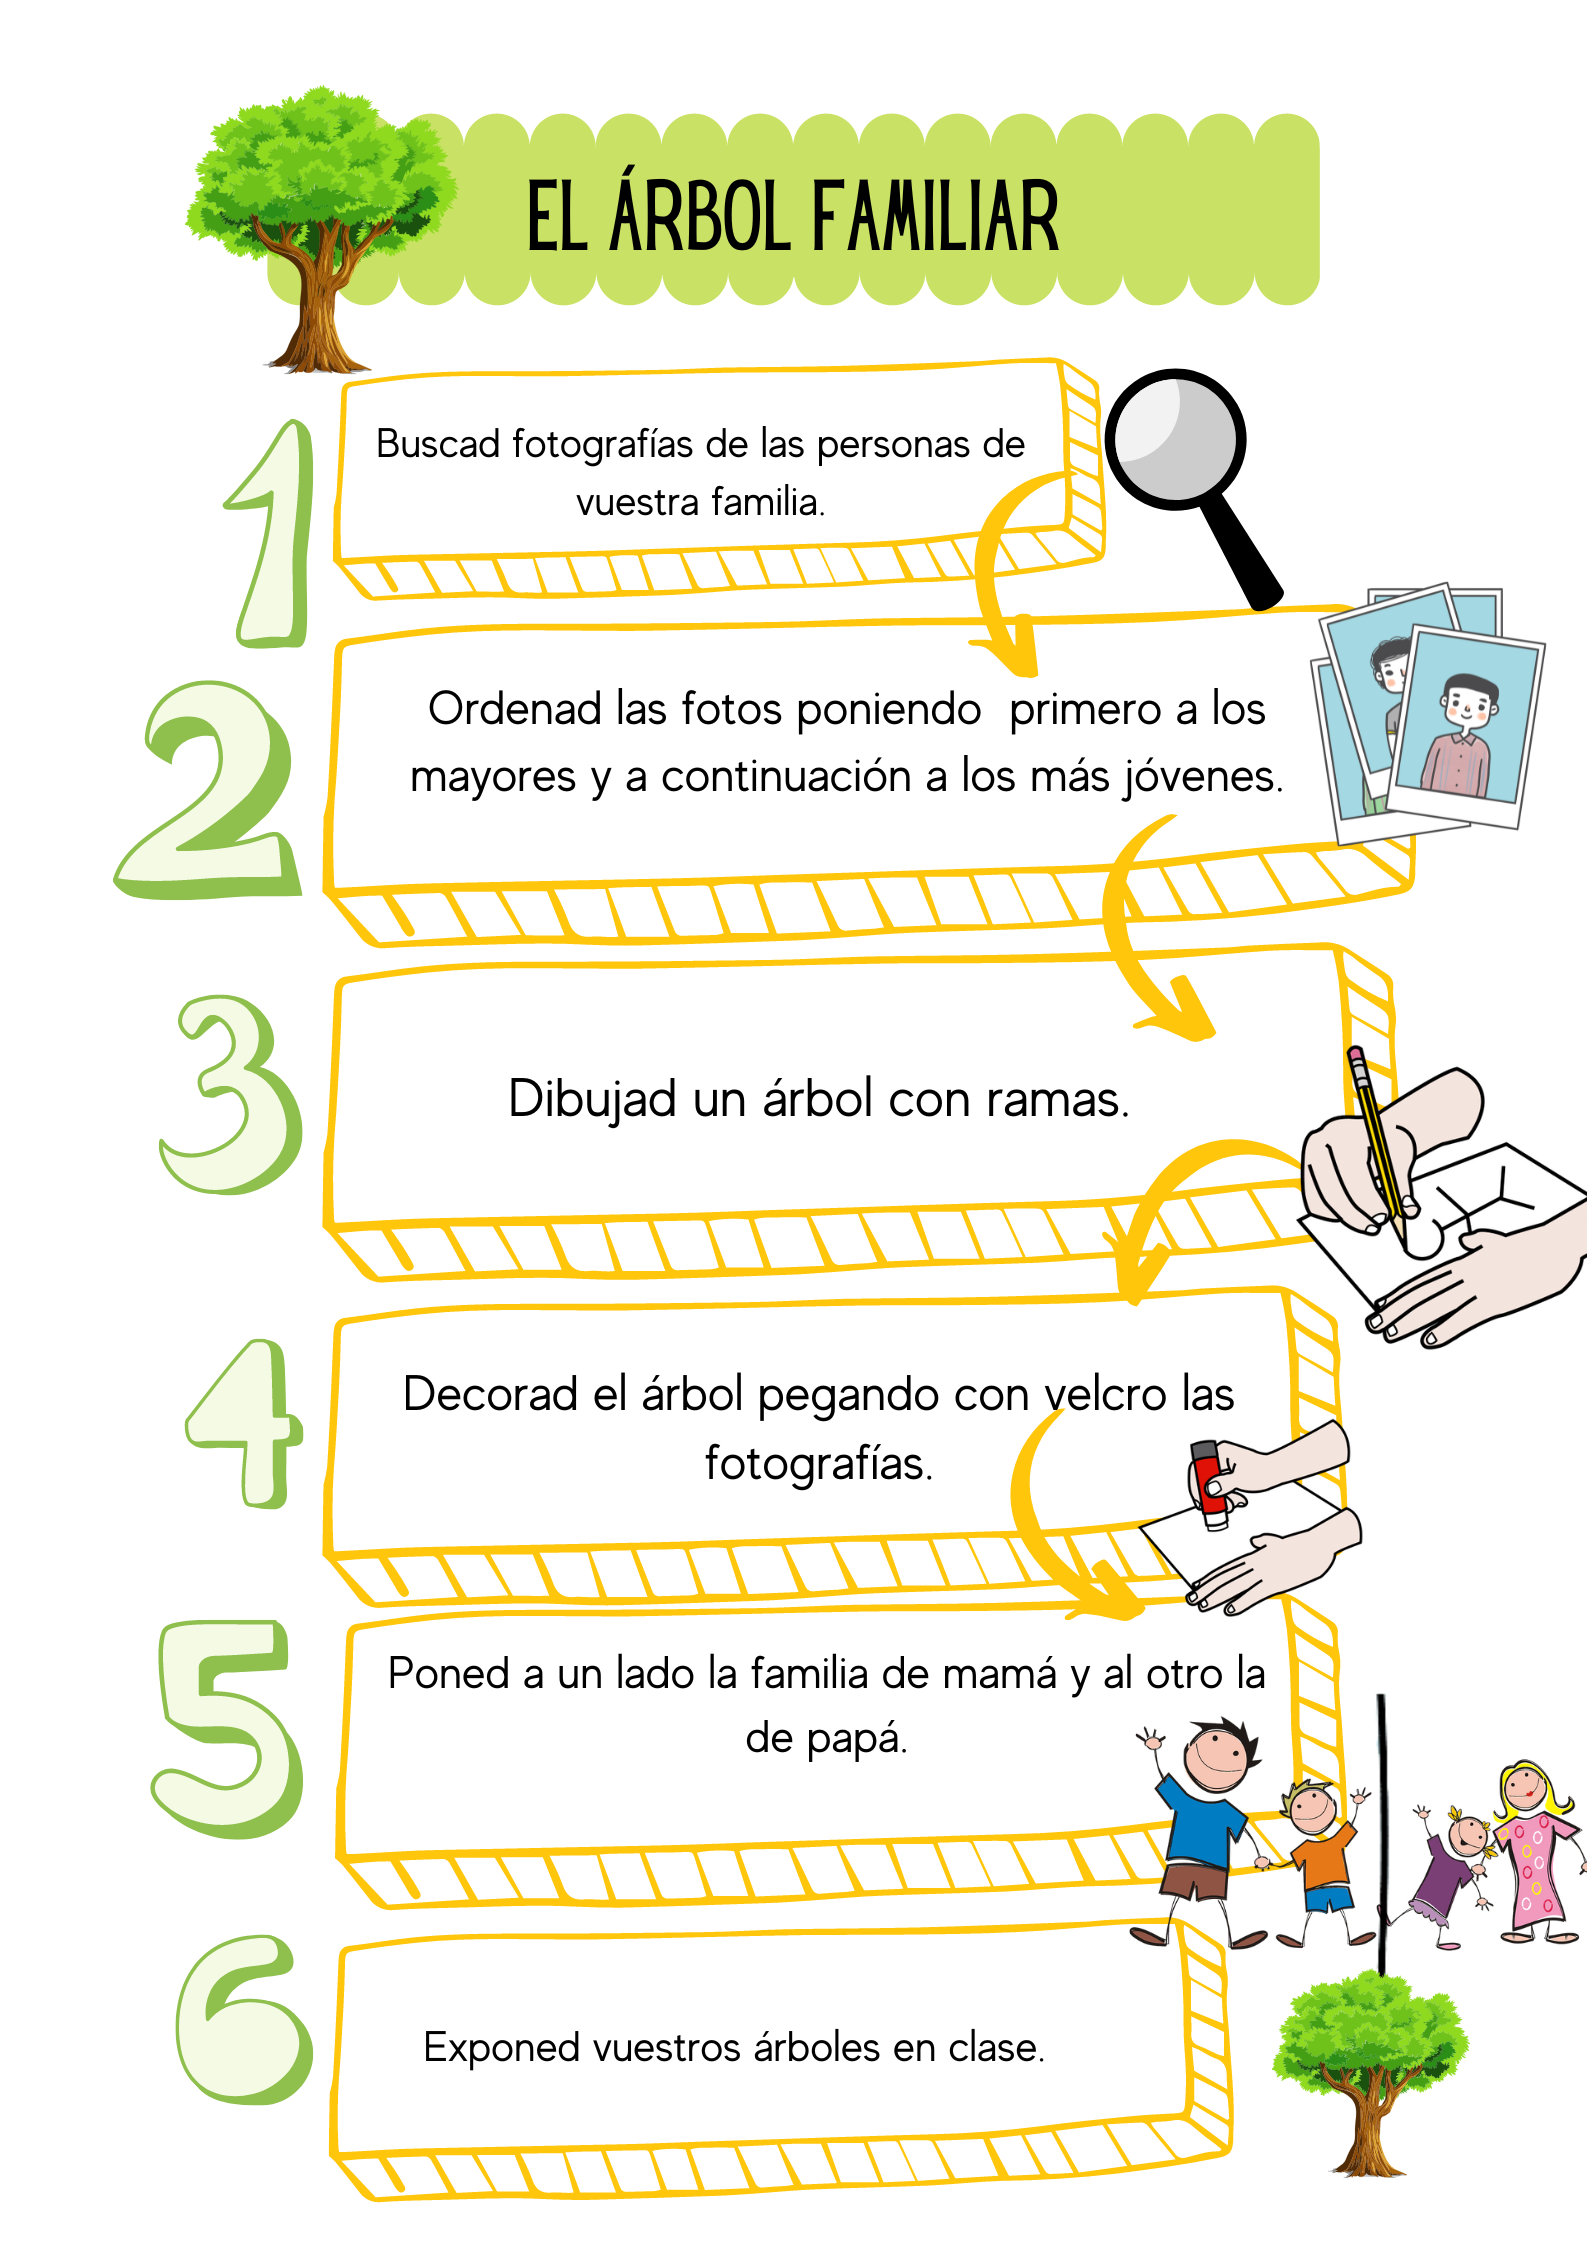 EL ÁRBOL FAMILIAR
1
Buscad fotografías de las personas de
vuestra familia.
2
Ordenad las fotos poniendo primero a los
mayores y a continuación a los más jóvenes.
3
Dibujad un árbol con ramas.
4
Decorad el árbol pegando con velcro las
fotografías.
5
Poned a un lado la familia de mamá y al otro la
de papá.
6
Exponed vuestros árboles en clase.